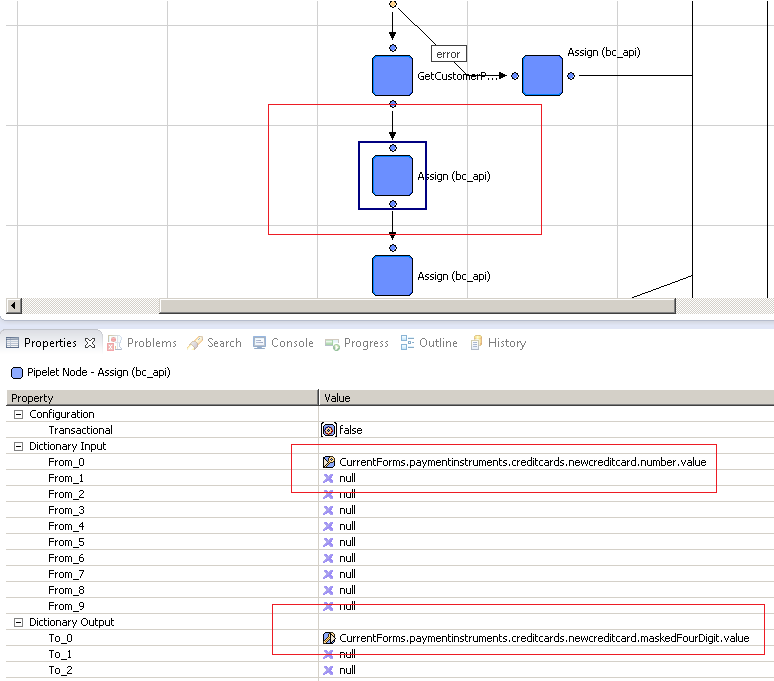 error
Assign (bc_api)
GetCustomerP...
Assign (bc_api)
Assign (bc_api)
Properties Problems Search Console Progress Outline History
Pipelet Node - Assign (bc_api)
Property Value
Configuration
Transactional false
Dictionary Input
From_0 CurrentForms.paymentinstruments.creditcards.newcreditcard.number.value
From_1 null
From_2 null
From_3 null
From_4 null
From_5 null
From_6 null
From_7 null
From_8 null
From_9 null
Dictionary Output
To_0 CurrentForms.paymentinstruments.creditcards.newcreditcard.maskedFourDigit.value
To_1 null
To_2 null